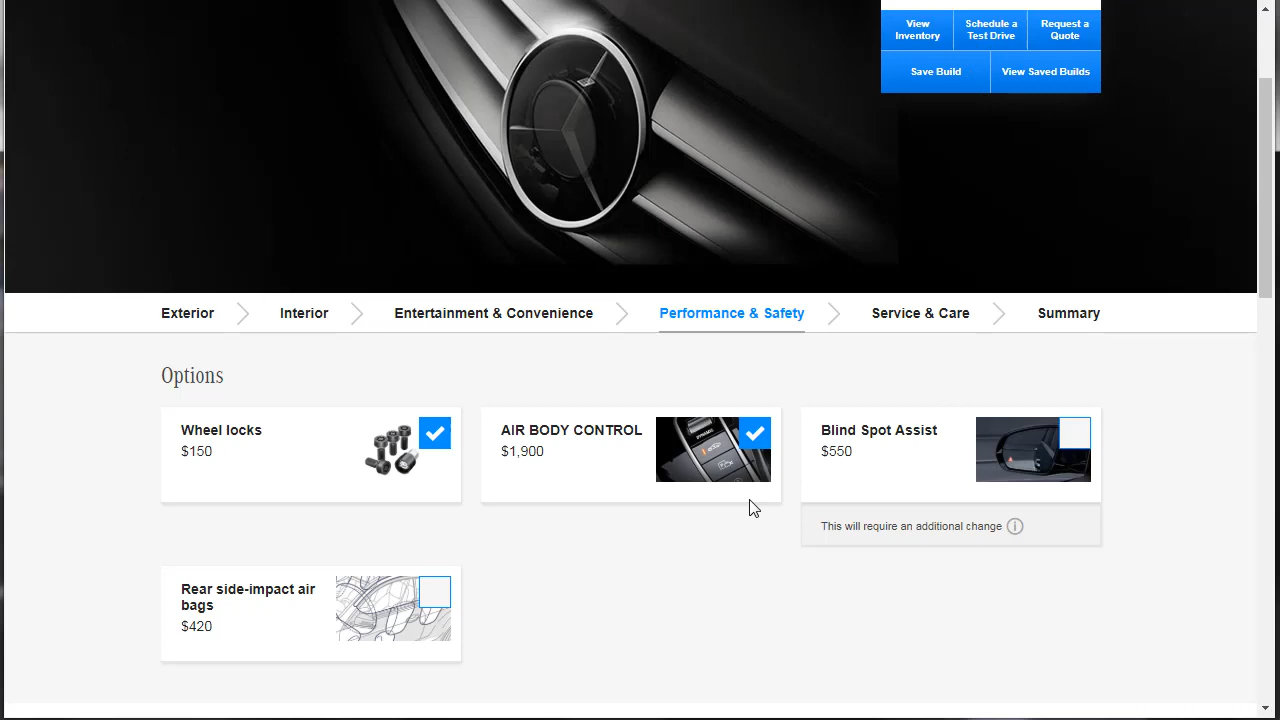 View
Inventory
Schedule a
Test Drive
Request a
Quote
Save Build
View Saved Builds
Exterior
Interior
Entertainment & Convenience
Performance & Safety
Service & Care
Summary
Options
Wheel locks
$150
AIR BODY CONTROL
$1,900
Blind Spot Assist
$550
This will require an additional change
Rear side-impact air
bags
$420